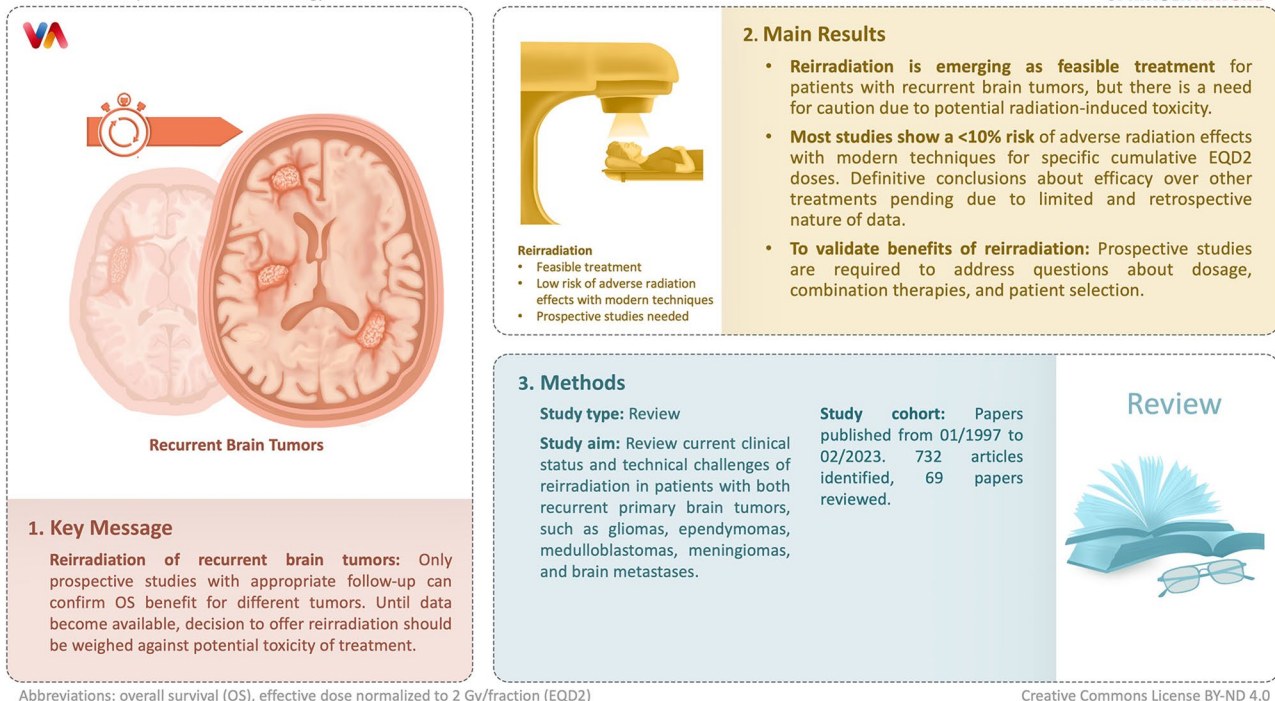 VA
Recurrent Brain Tumors
1. Key Message
Reirradiation of recurrent brain tumors: Only
prospective studies with appropriate follow-up can
confirm OS benefit for different tumors. Until data
become available, decision to offer reirradiation should
be weighed against potential toxicity of treatment.
Reirradiation
• Feasible treatment
• Low risk of adverse radiation
effects with modern techniques
• Prospective studies needed
2. Main Results
• Reirradiation is emerging as feasible treatment for
patients with recurrent brain tumors, but there is a need
for caution due to potential radiation-induced toxicity.
• Most studies show a <10% risk of adverse radiation effects
with modern techniques for specific cumulative EQD2
doses. Definitive conclusions about efficacy over other
treatments pending due to limited and retrospective
nature of data.
• To validate benefits of reirradiation: Prospective studies
are required to address questions about dosage,
combination therapies, and patient selection.
3. Methods
Study type: Review
Study aim: Review current clinical
status and technical challenges of
reirradiation in patients with both
recurrent primary brain tumors,
such as gliomas, ependymomas,
medulloblastomas, meningiomas,
and brain metastases.
Study cohort: Papers
published from 01/1997 to
02/2023. 732 articles
identified, 69 papers
reviewed.
Review
Abbreviations: overall survival (OS), effective dose normalized to 2 Gy/fraction (EQD2)
Creative Commons License BY-ND 4.0